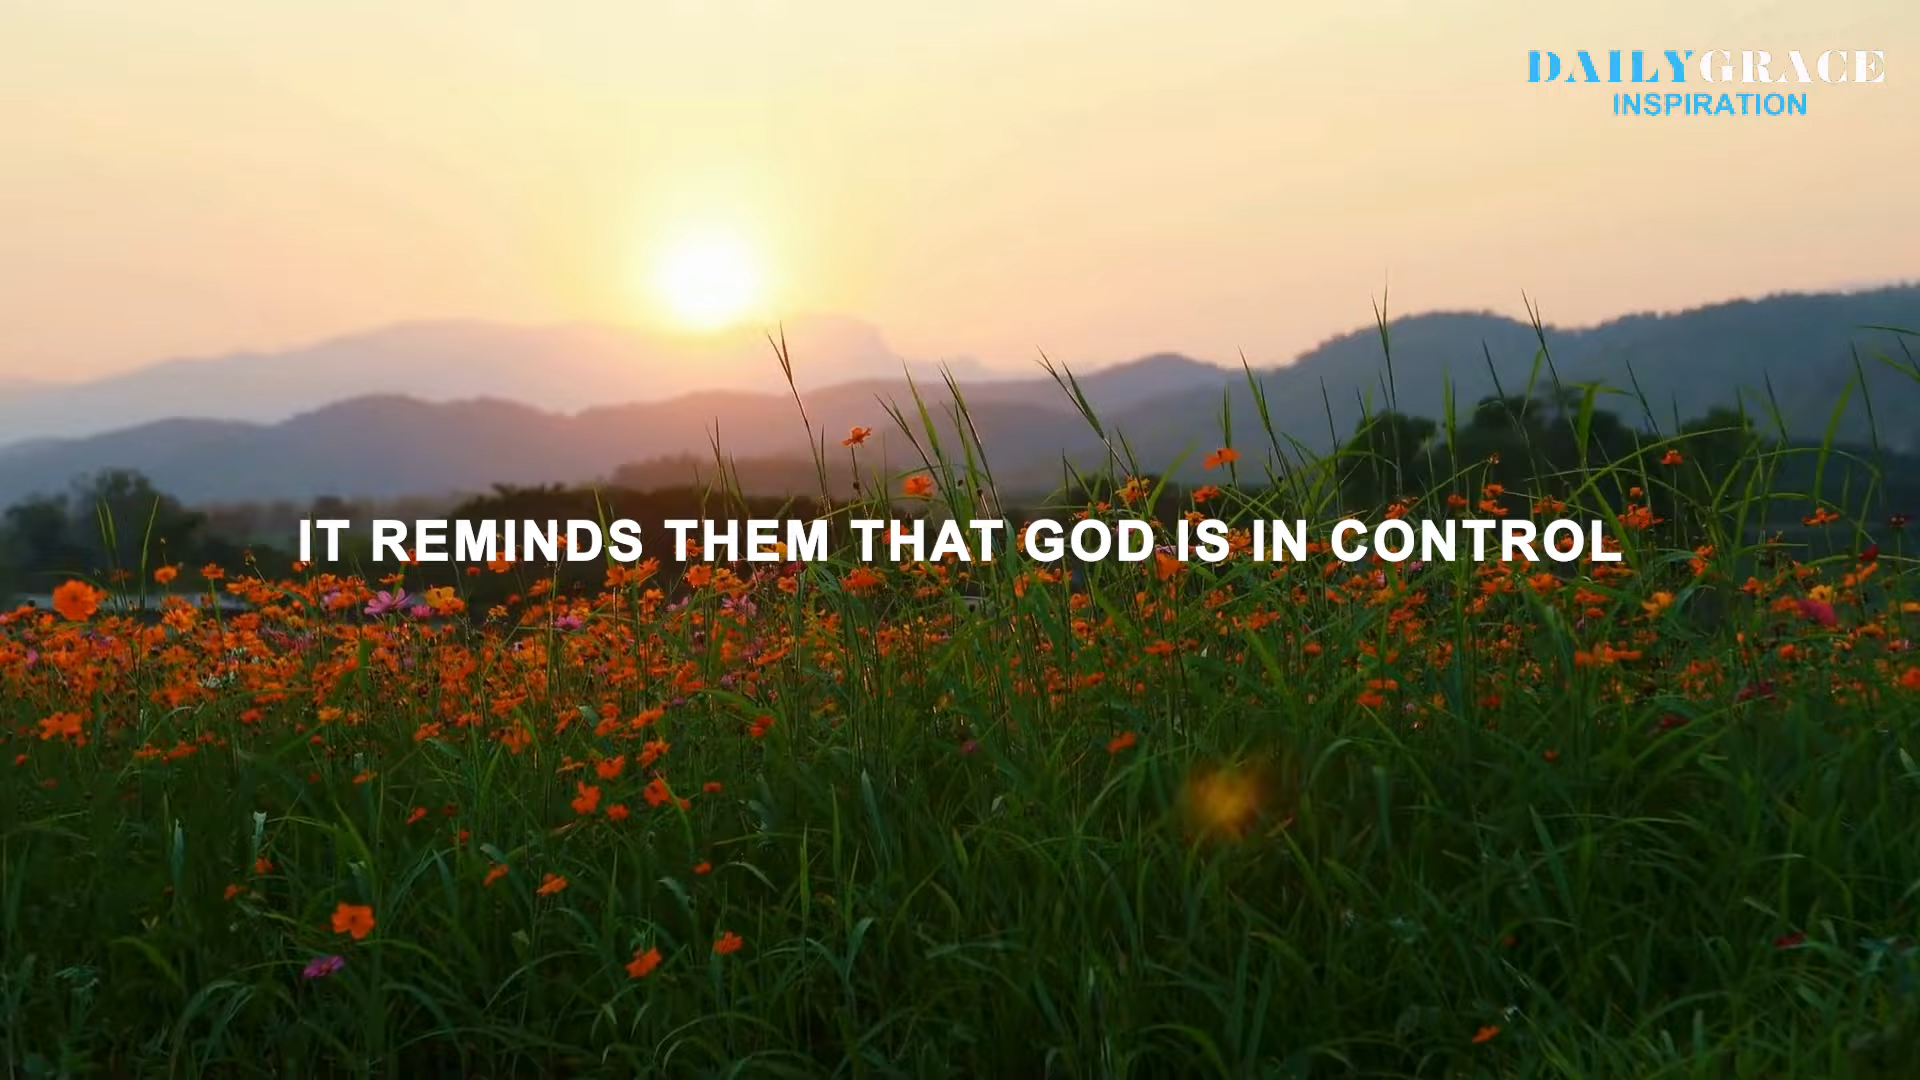 DAILYGRACE
INSPIRATION
IT REMINDS THEM THAT GOD IS IN CONTROL